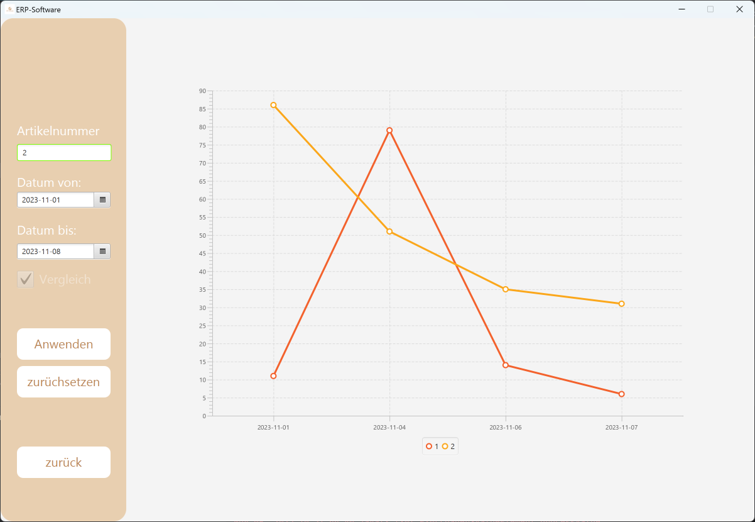 ERP-Software
Artikelnummer
2
Datum von:
2023-11-01
Datum bis:
2023-11-08
Vergleich
Anwenden
zurüchsetzen
zurück
90
85
80
75
70
65
60
55
50
45
40
35
30
25
20
15
10
5
0
2023-11-01 2023-11-04 2023-11-06 2023-11-07
1 2